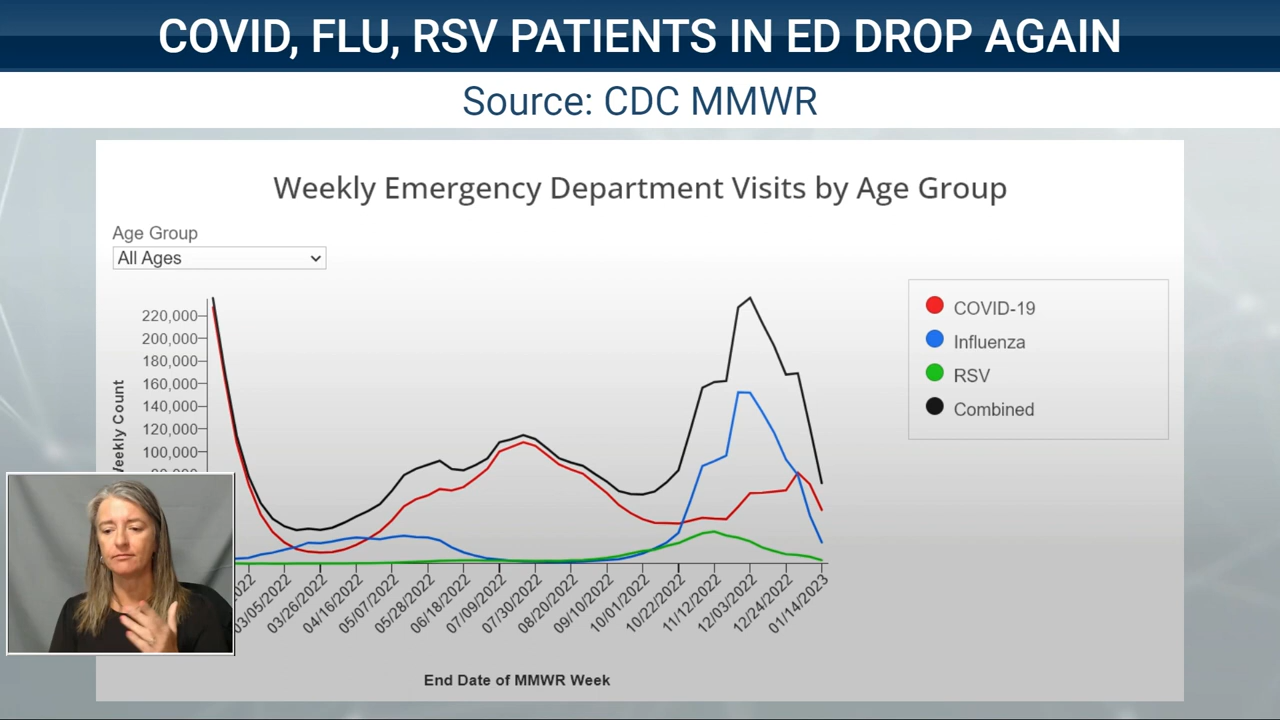 COVID, FLU, RSV PATIENTS IN ED DROP AGAIN
Source: CDC MMWR
Weekly Emergency Department Visits by Age Group
Age Group
All Ages
COVID-19
Influenza
RSV
Combined
220,000
200,000
180,000
160,000
140,000
120,000
100,000
Count
03/05/2022
03/26/2022
04/16/2022
05/07/2022
05/28/2022
06/18/2022
07/09/2022
07/30/2022
08/20/2022
09/10/2022
10/01/2022
10/22/2022
11/12/2022
12/03/2022
12/24/2022
01/14/2023
End Date of MMWR Week